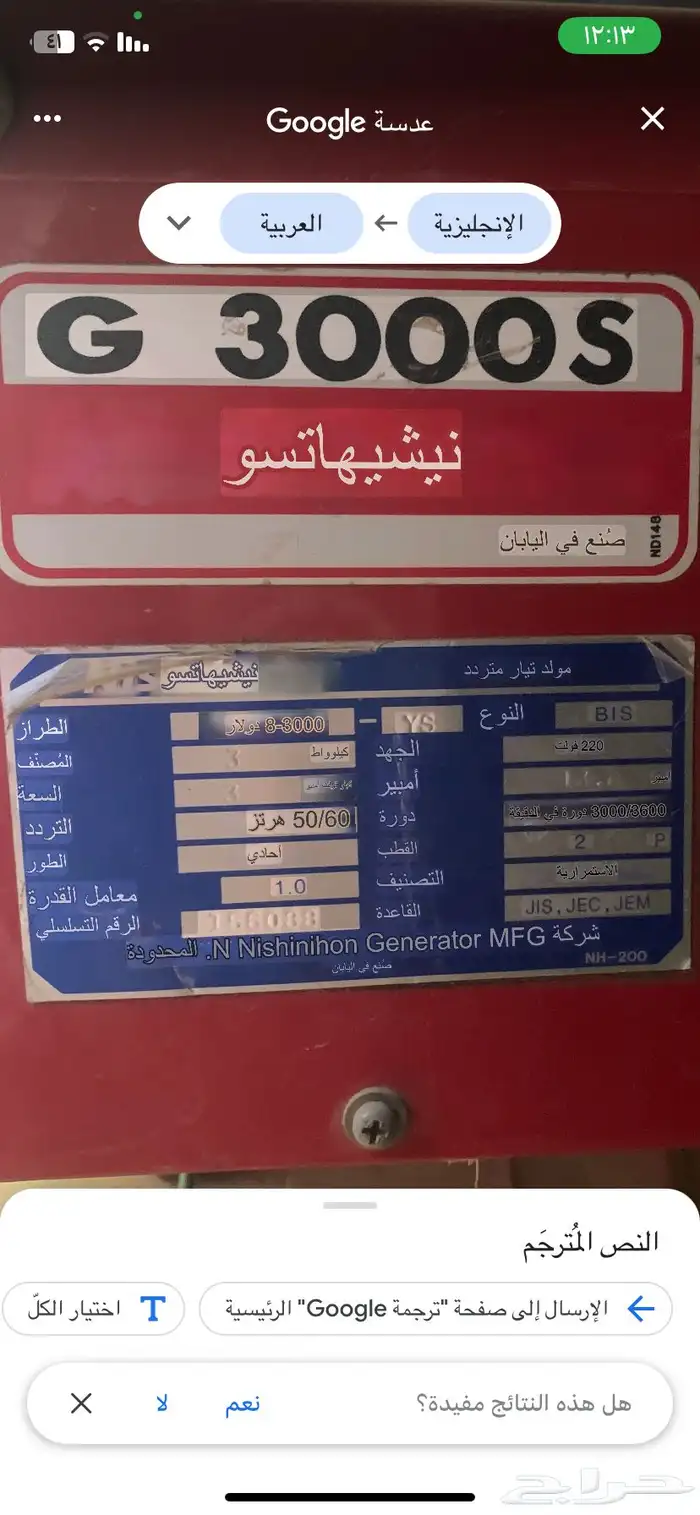 ٤١
١٢:١٣
عدسة Google
الإنجليزية ← العربية
G 3000S
نيشيهاتسو
صُنع في اليابان
ND148
نيشيهاتسو
مولد تيار متردد
الطراز
3000-8 دولار - YS
النوع
BIS
المُصنّف
3 كيلوواط
الجهد
220 فولت
السعة
3
أمبير
أمبير
التردد
50/60 هرتز
دورة
3000/3600 دورة في الدقيقة
الطور
أحادي
القطب
2 P
معامل القدرة
1.0
التصنيف
الاستمرارية
الرقم التسلسلي
القاعدة
JIS, JEC, JEM
شركة N Nishinihon Generator MFG. المحدودة
صنع في اليابان
NH-200
النص المُترجَم
الإرسال إلى صفحة "ترجمة Google" الرئيسية
اختيار الكلّ
هل هذه النتائج مفيدة؟
نعم
لا
حراج